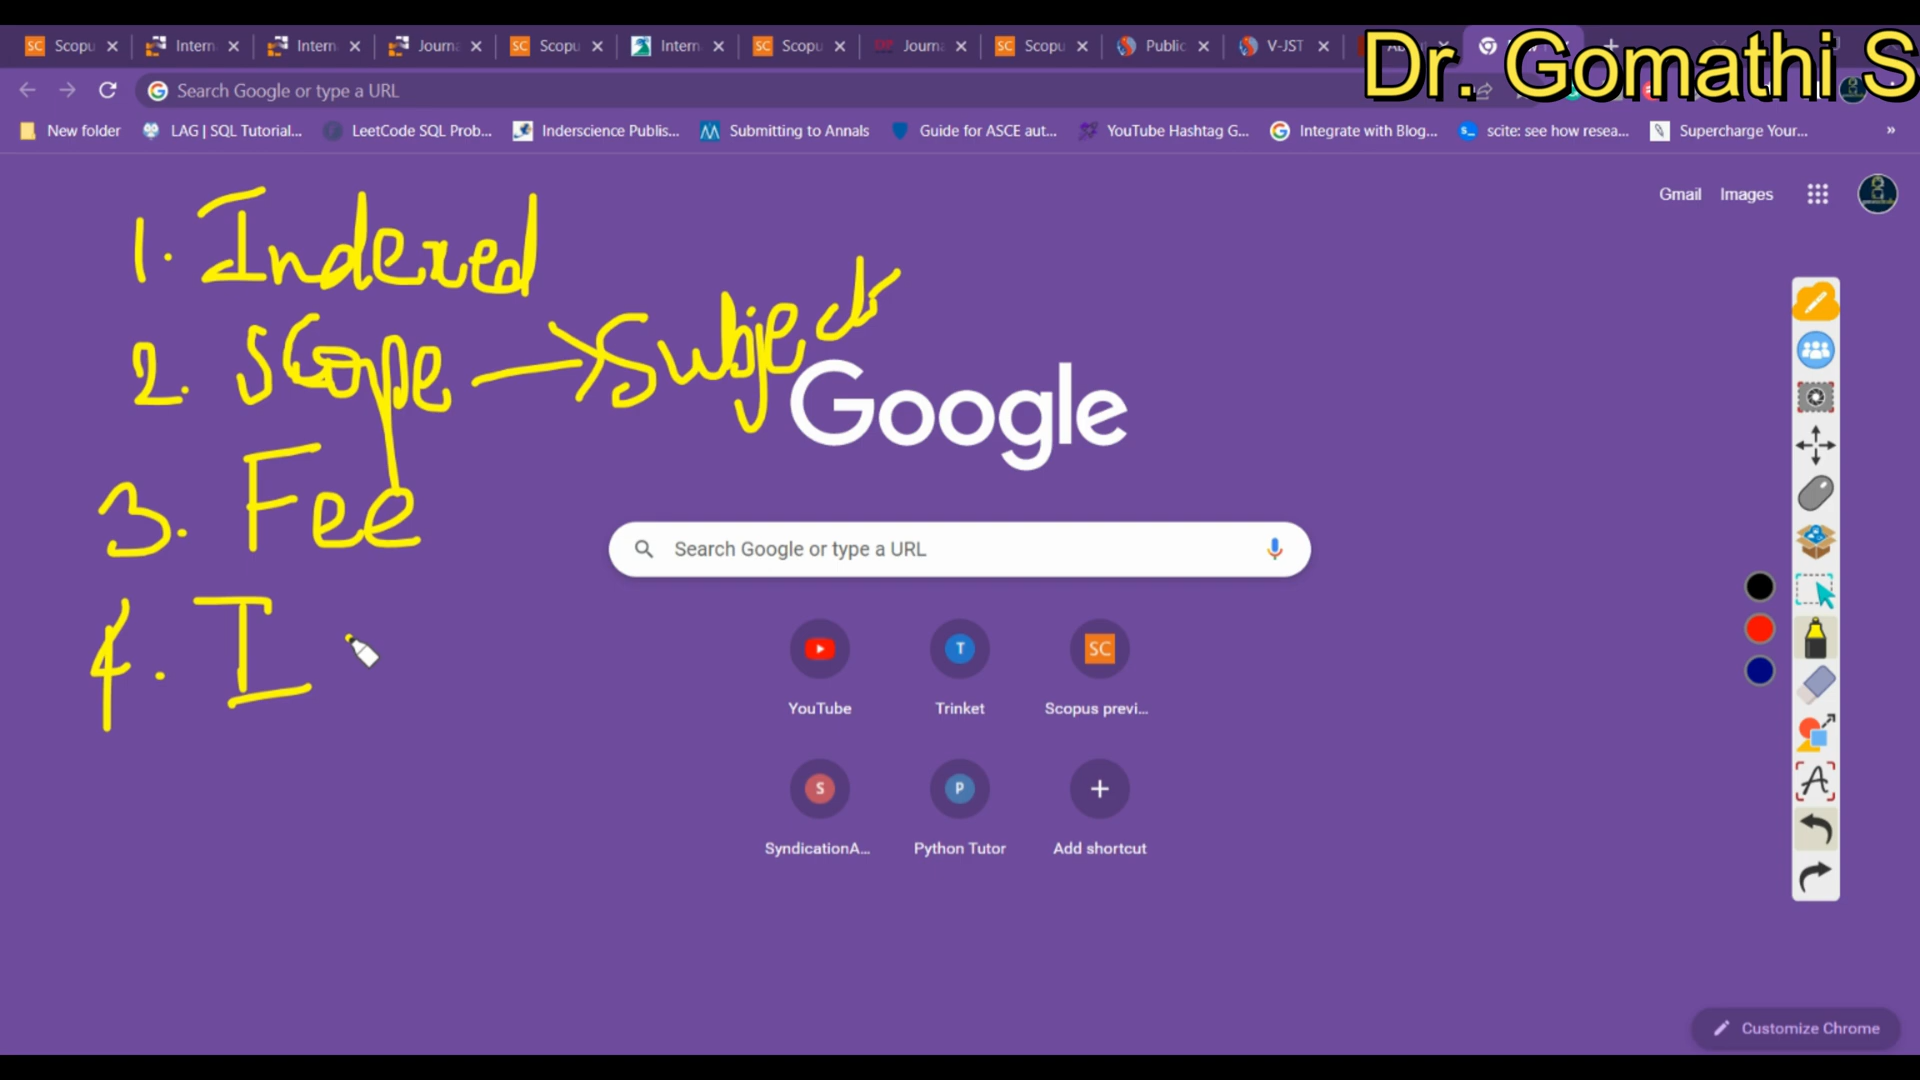 Scopu Intern Intern Journa Scopu Intern Scopu Journa Scopu Public V-JST
Dr. Gomathi S
Search Google or type a URL
New folder LAG | SQL Tutorial... LeetCode SQL Prob... Inderscience Publis... Submitting to Annals Guide for ASCE aut... YouTube Hashtag G... Integrate with Blog... scite: see how resea... Supercharge Your... »
Gmail Images
1. Indexed
2. Scope → Subject
Google
3. Fee
Search Google or type a URL
4. I
YouTube Trinket Scopus previ...
SyndicationA... Python Tutor Add shortcut
Customize Chrome